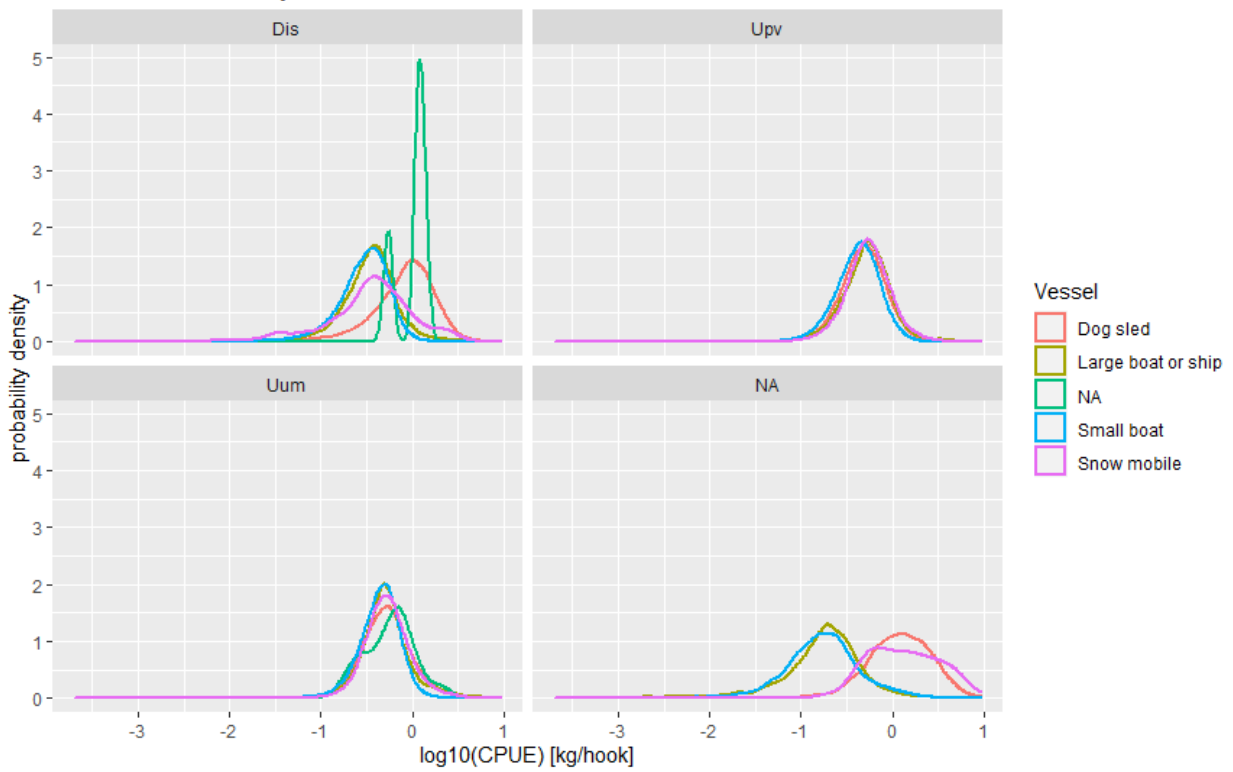 Dis
Upv
5
4
3
2
1
0
Uum
NA
5
4
3
2
1
0
-3
-2
-1
0
1
-3
-2
-1
0
1
probability density
log10(CPUE) [kg/hook]
Vessel
Dog sled
Large boat or ship
NA
Small boat
Snow mobile